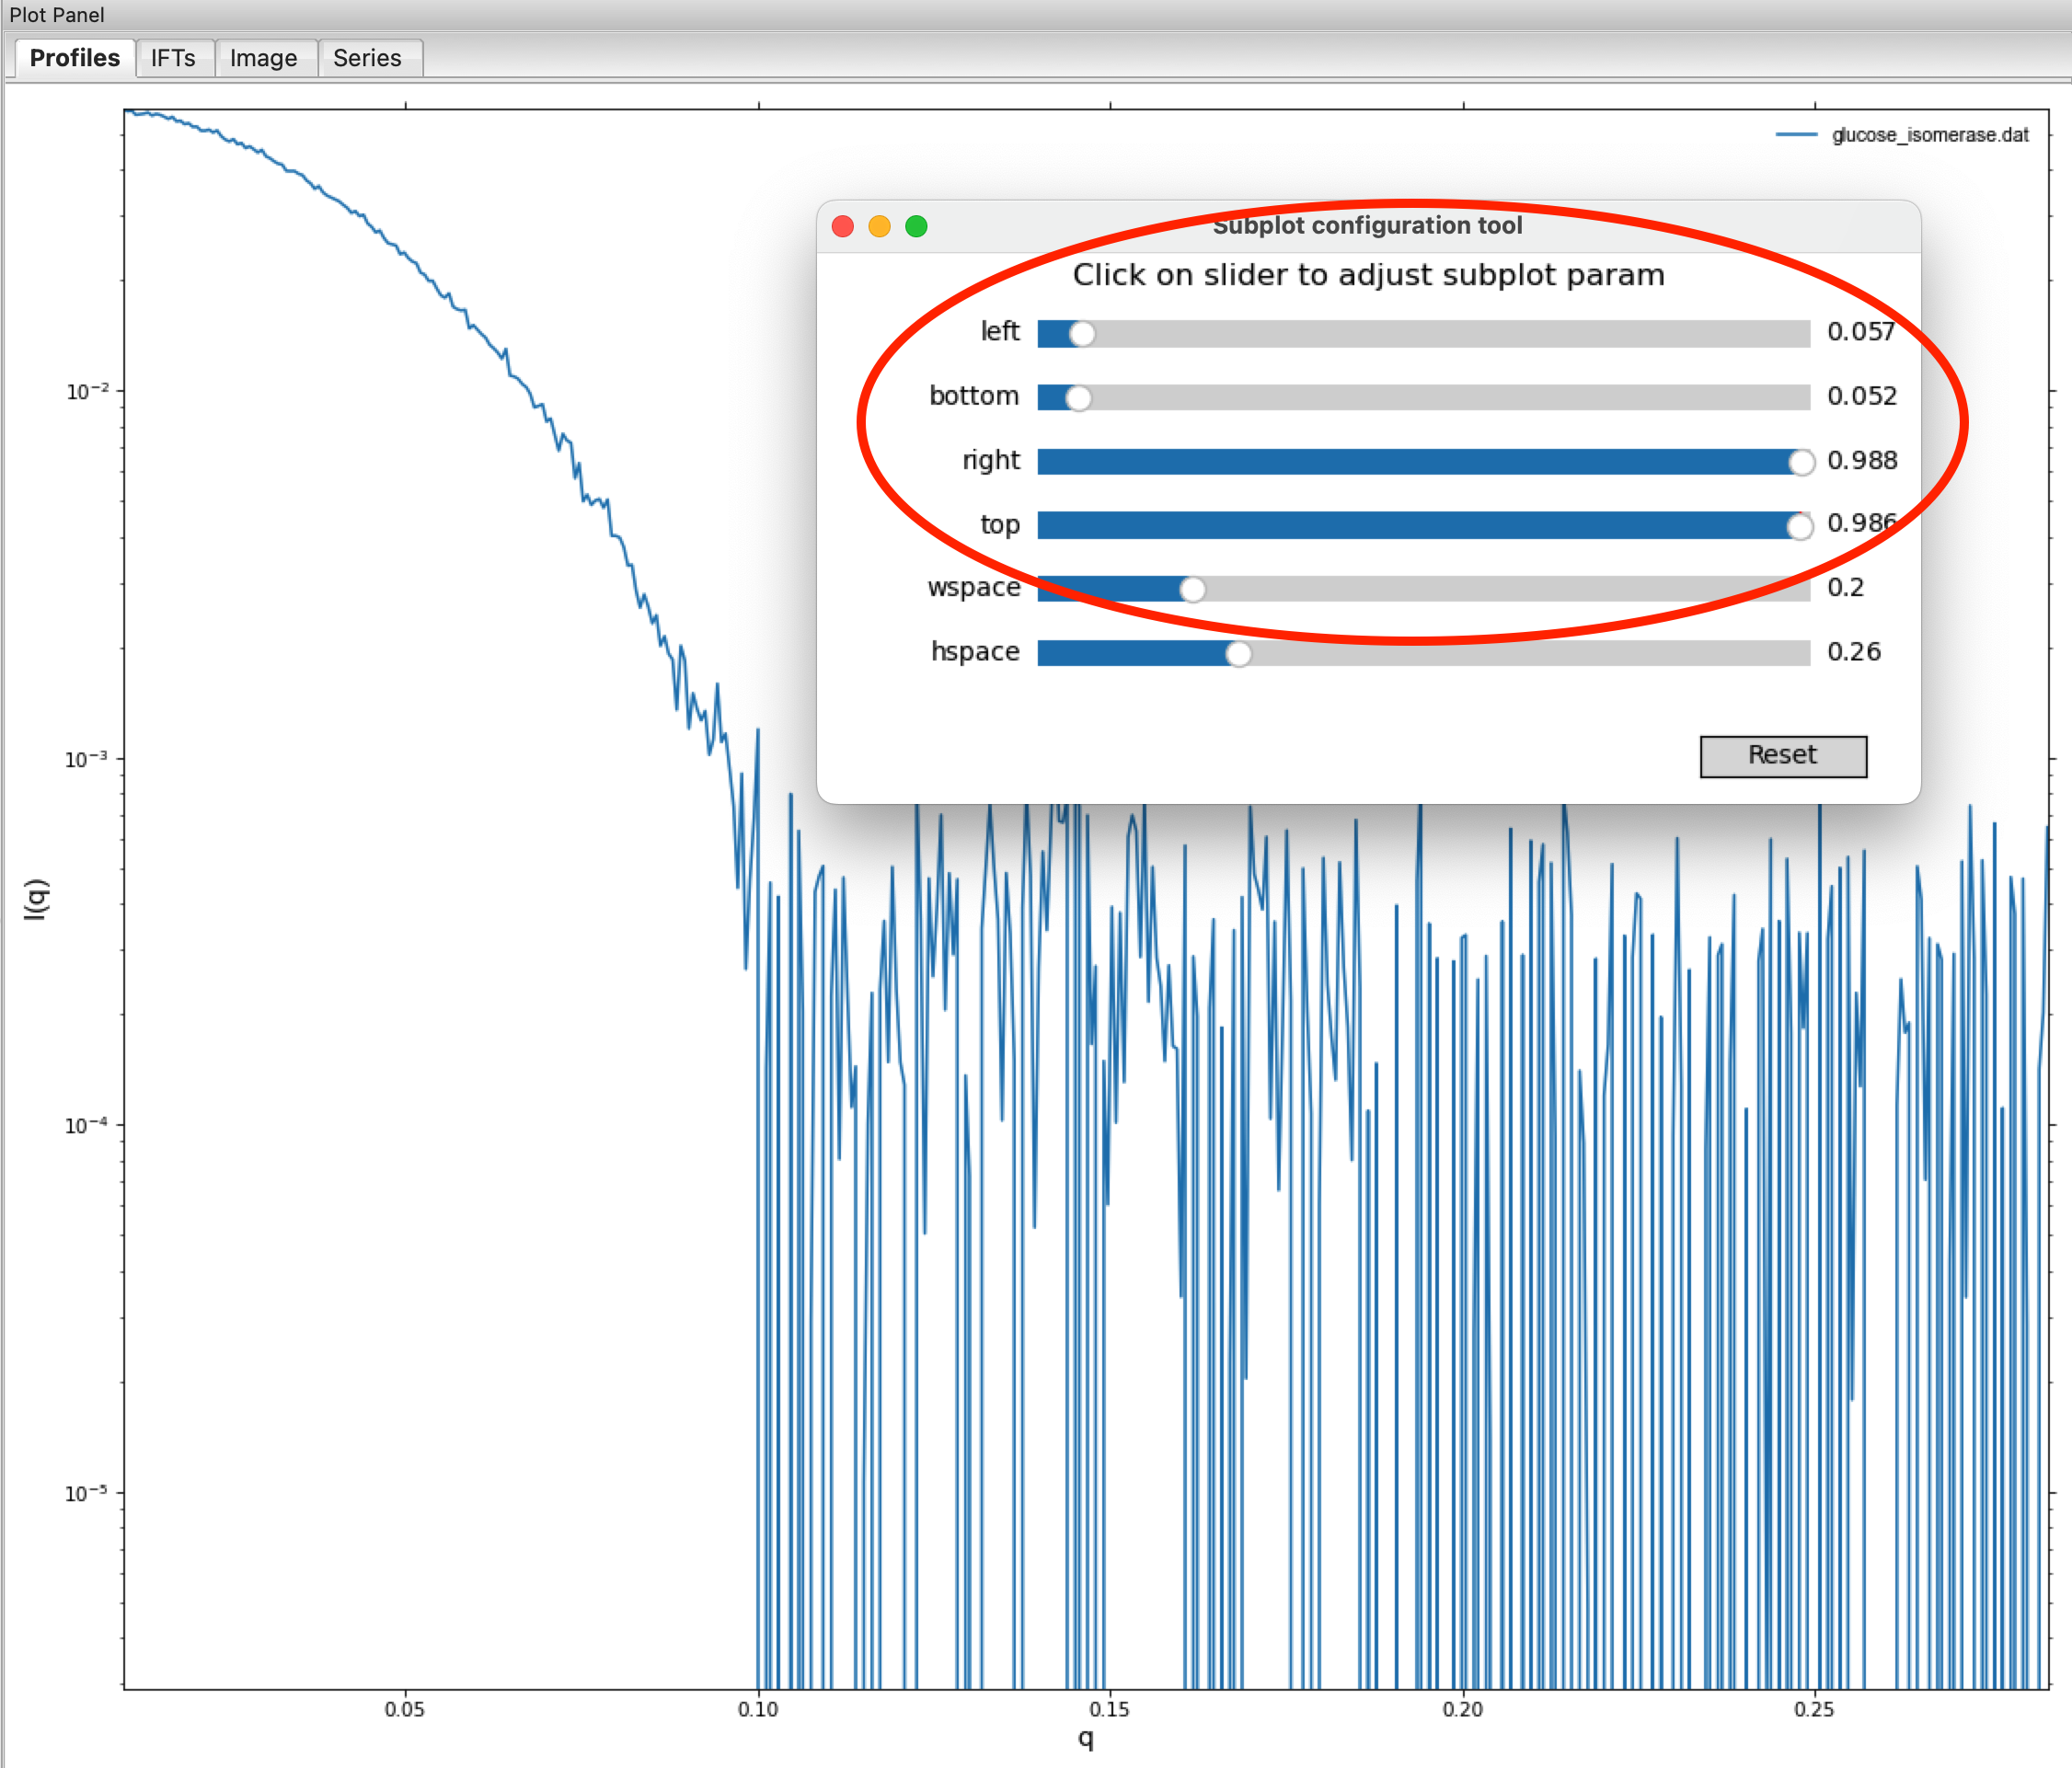 Plot Panel
Profiles IFTs Image Series
glucose_isomerase.dat
Subplot configuration tool
Click on slider to adjust subplot param
left 0.057
bottom 0.052
right 0.988
top 0.986
wspace 0.2
hspace 0.26
Reset
I(q)
10⁻²
10⁻³
10⁻⁴
10⁻⁵
0.05 0.10 0.15 0.20 0.25
q